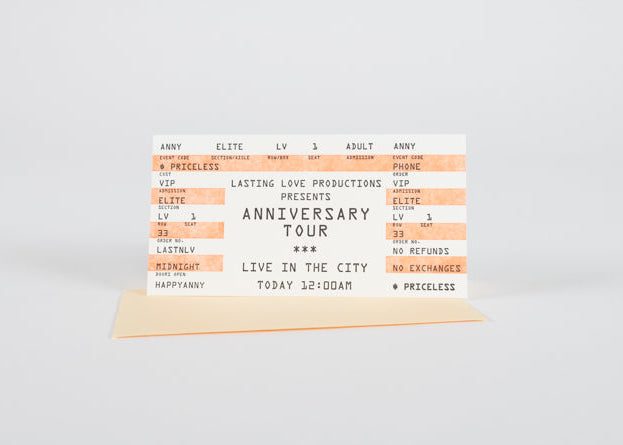 ANNY ELITE LV 1 ADULT ANNY
EVENT CODE SECTION/AISLE ROW/BOX SEAT ADMISSION EVENT CODE
PRICELESS
COST
VIP
ADMISSION
ELITE
SECTION
LV 1
ROW SEAT
33
ORDER NO.
LASTNLV
MIDNIGHT
DOORS OPEN
HAPPYANNY
LASTING LOVE PRODUCTIONS
PRESENTS
ANNIVERSARY
TOUR
***
LIVE IN THE CITY
TODAY 12:00AM
PHONE
ORDER
VIP
ADMISSION
ELITE
SECTION
LV 1
ROW SEAT
33
ORDER NO.
NO REFUNDS
NO EXCHANGES
PRICELESS